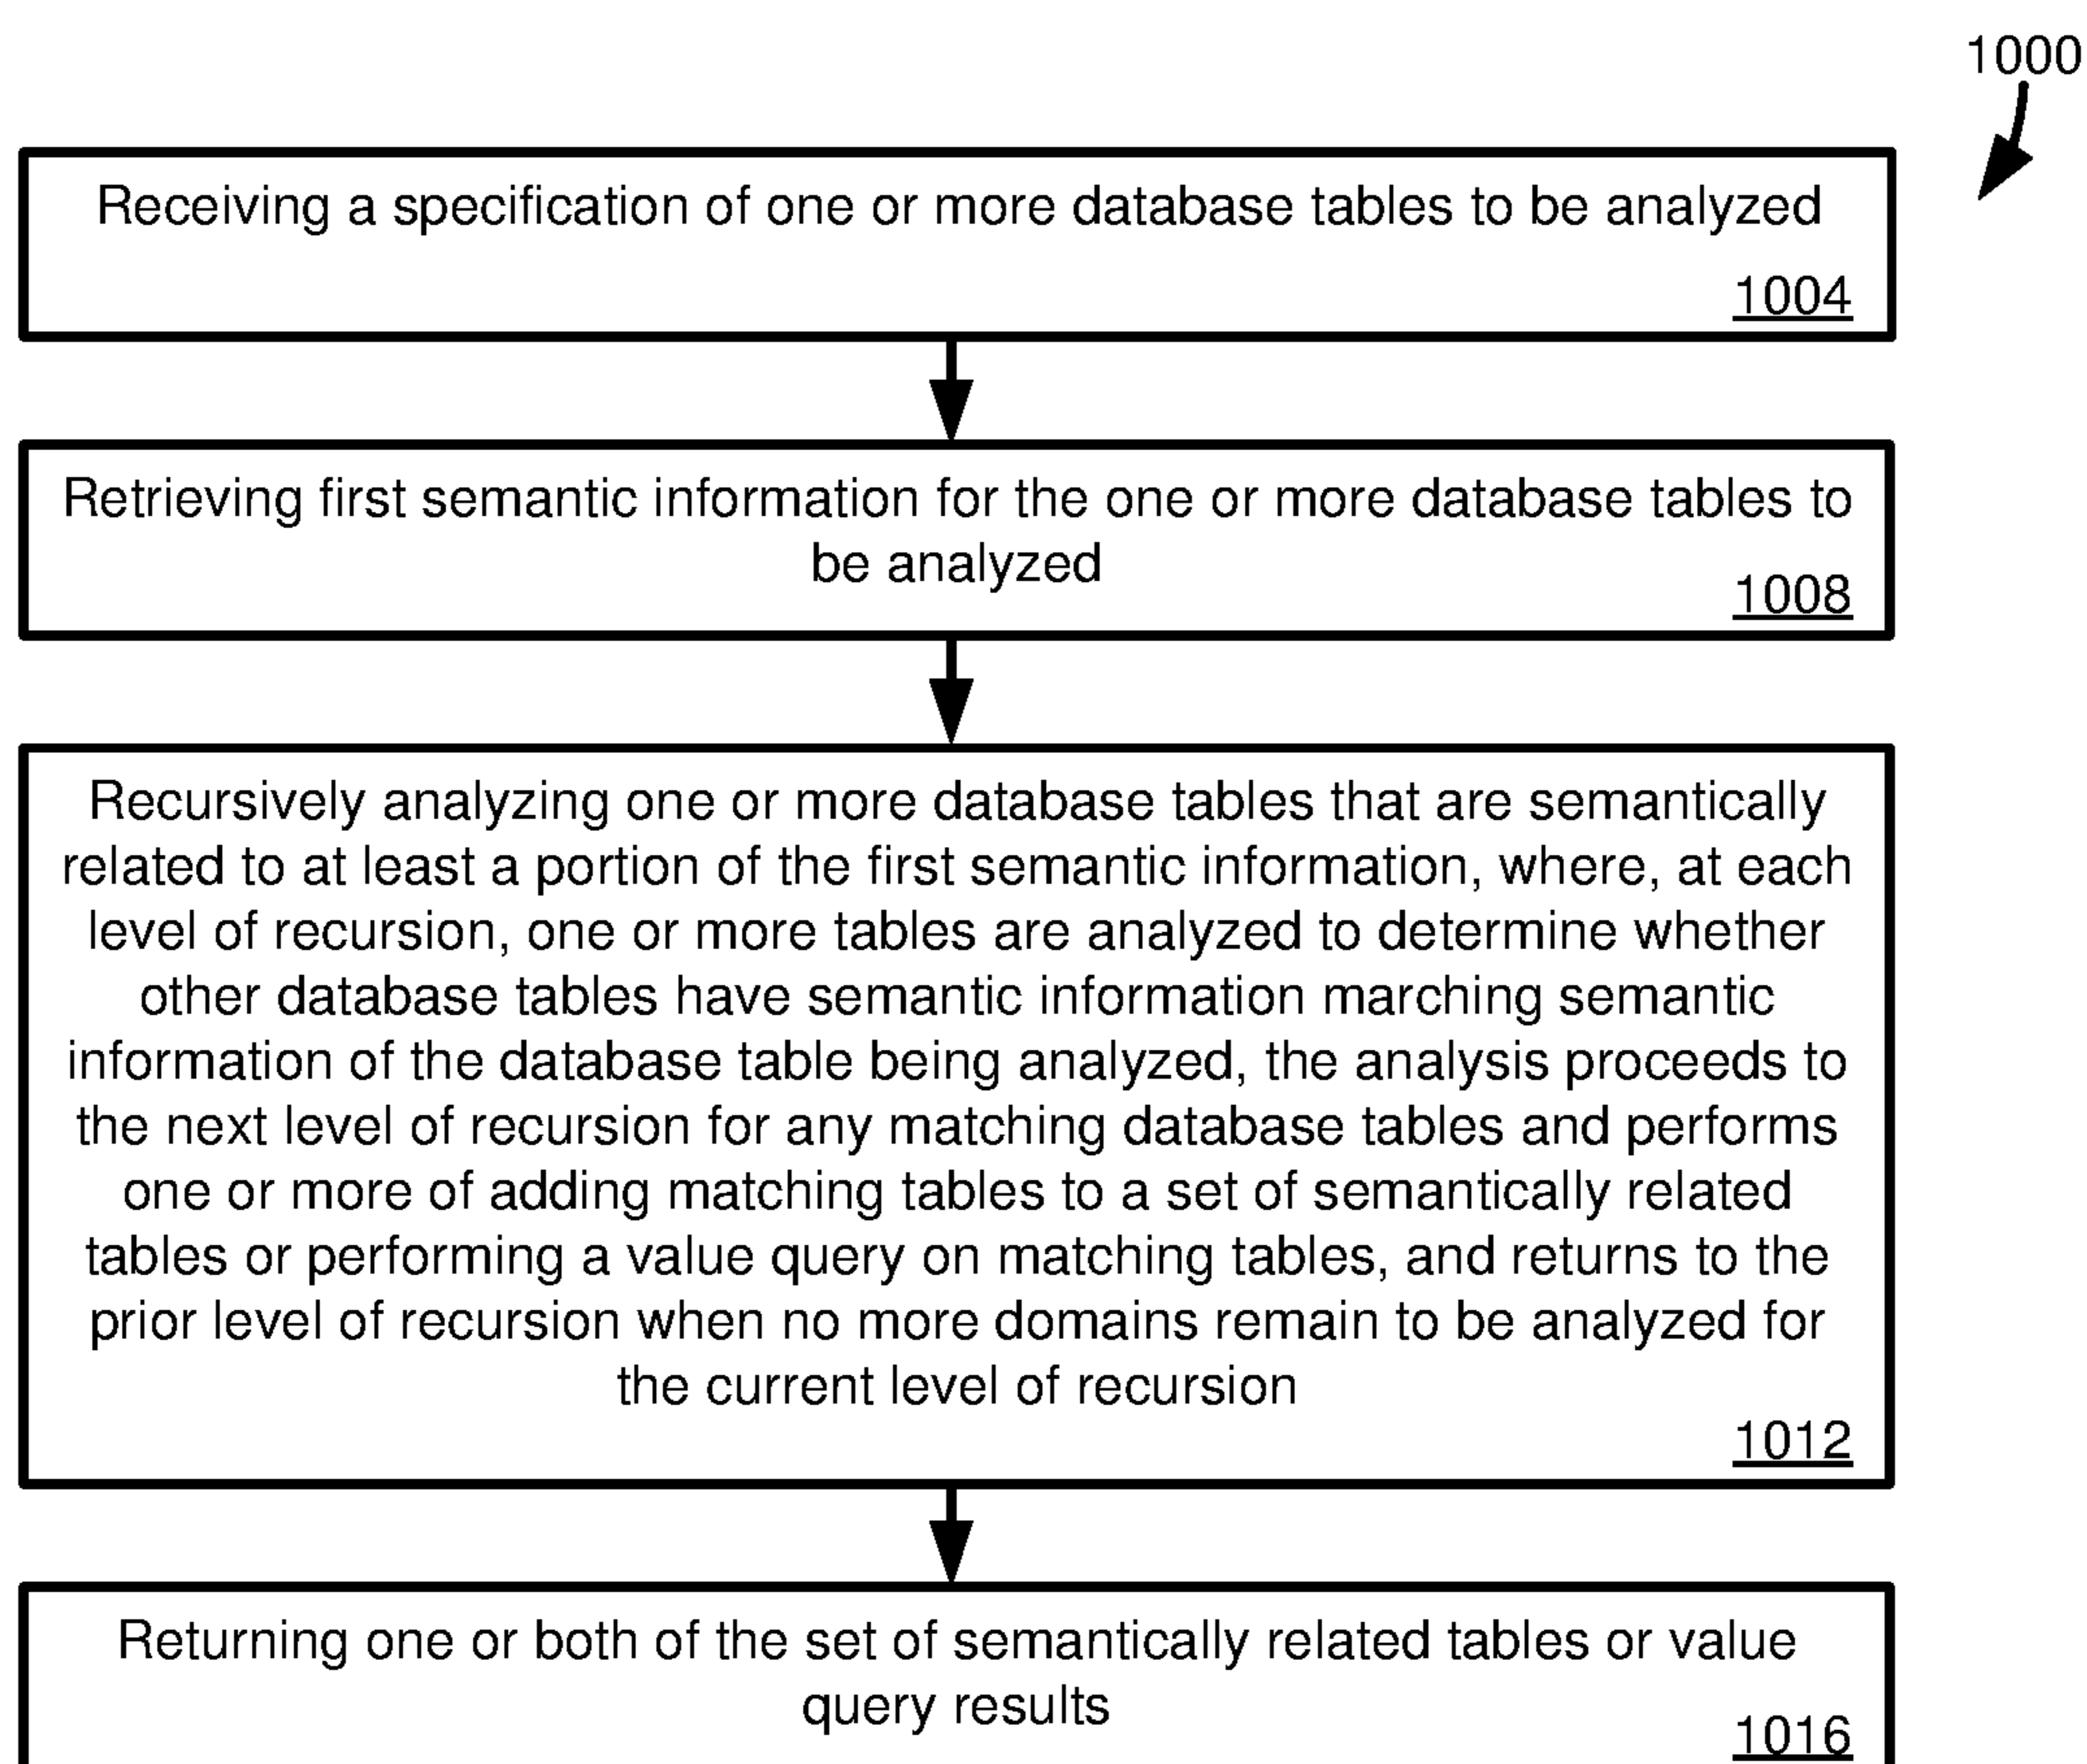 1000
Receiving a specification of one or more database tables to be analyzed
1004
Retrieving first semantic information for the one or more database tables to
be analyzed
1008
Recursively analyzing one or more database tables that are semantically
related to at least a portion of the first semantic information, where, at each
level of recursion, one or more tables are analyzed to determine whether
other database tables have semantic information marching semantic
information of the database table being analyzed, the analysis proceeds to
the next level of recursion for any matching database tables and performs
one or more of adding matching tables to a set of semantically related
tables or performing a value query on matching tables, and returns to the
prior level of recursion when no more domains remain to be analyzed for
the current level of recursion
1012
Returning one or both of the set of semantically related tables or value
query results
1016